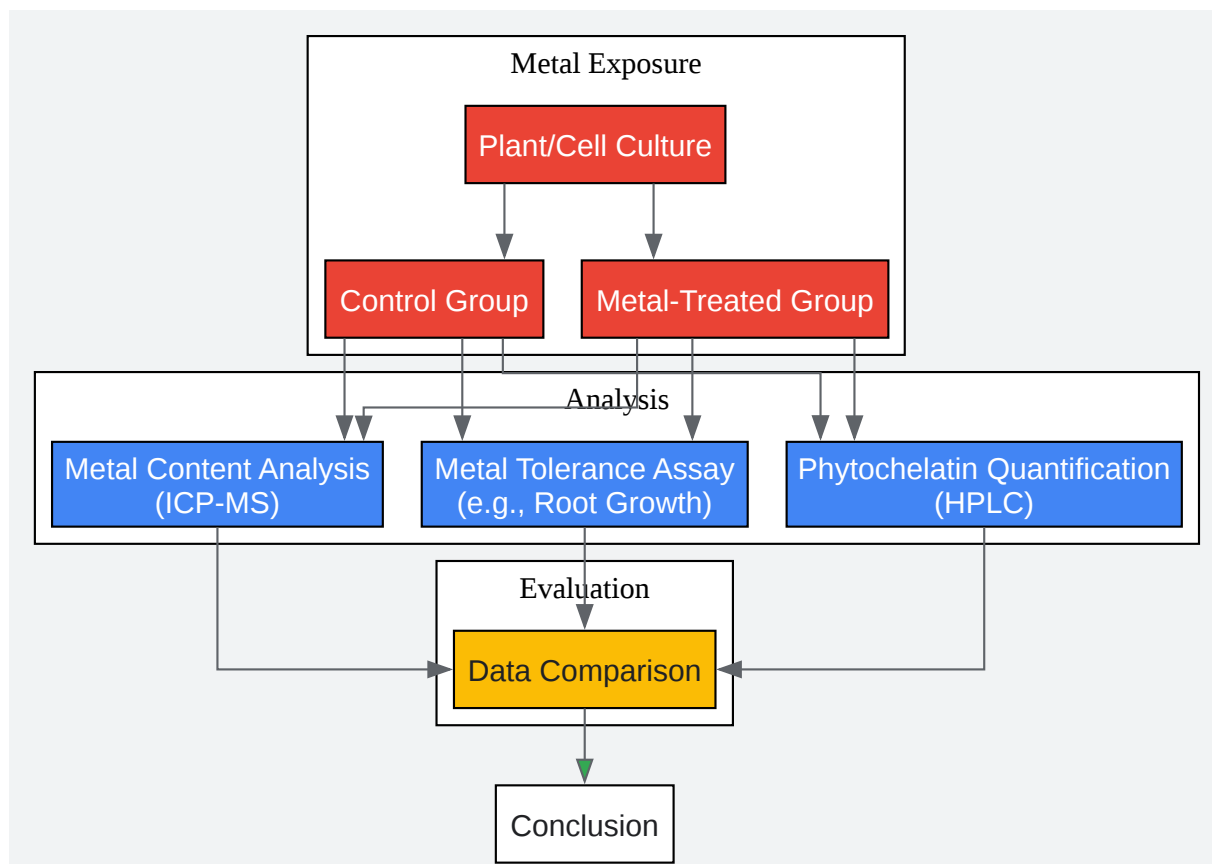 Metal Exposure
Plant/Cell Culture
Control Group
Metal-Treated Group
Analysis
Metal Content Analysis
(ICP-MS)
Metal Tolerance Assay
(e.g., Root Growth)
Phytochelatin Quantification
(HPLC)
Evaluation
Data Comparison
Conclusion